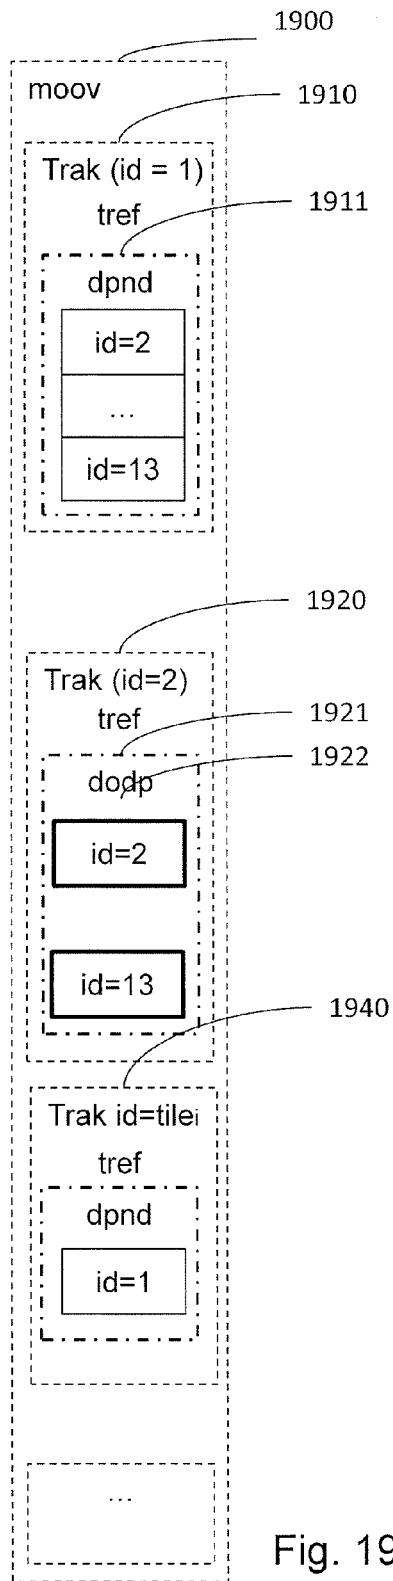 1900
moov
1910
Trak (id = 1)
tref
1911
dpnd
id=2
...
id=13
1920
Trak (id=2)
tref
1921
1922
dodp
id=2
id=13
1940
Trak id=tilei
tref
dpnd
id=1
...
Fig. 19